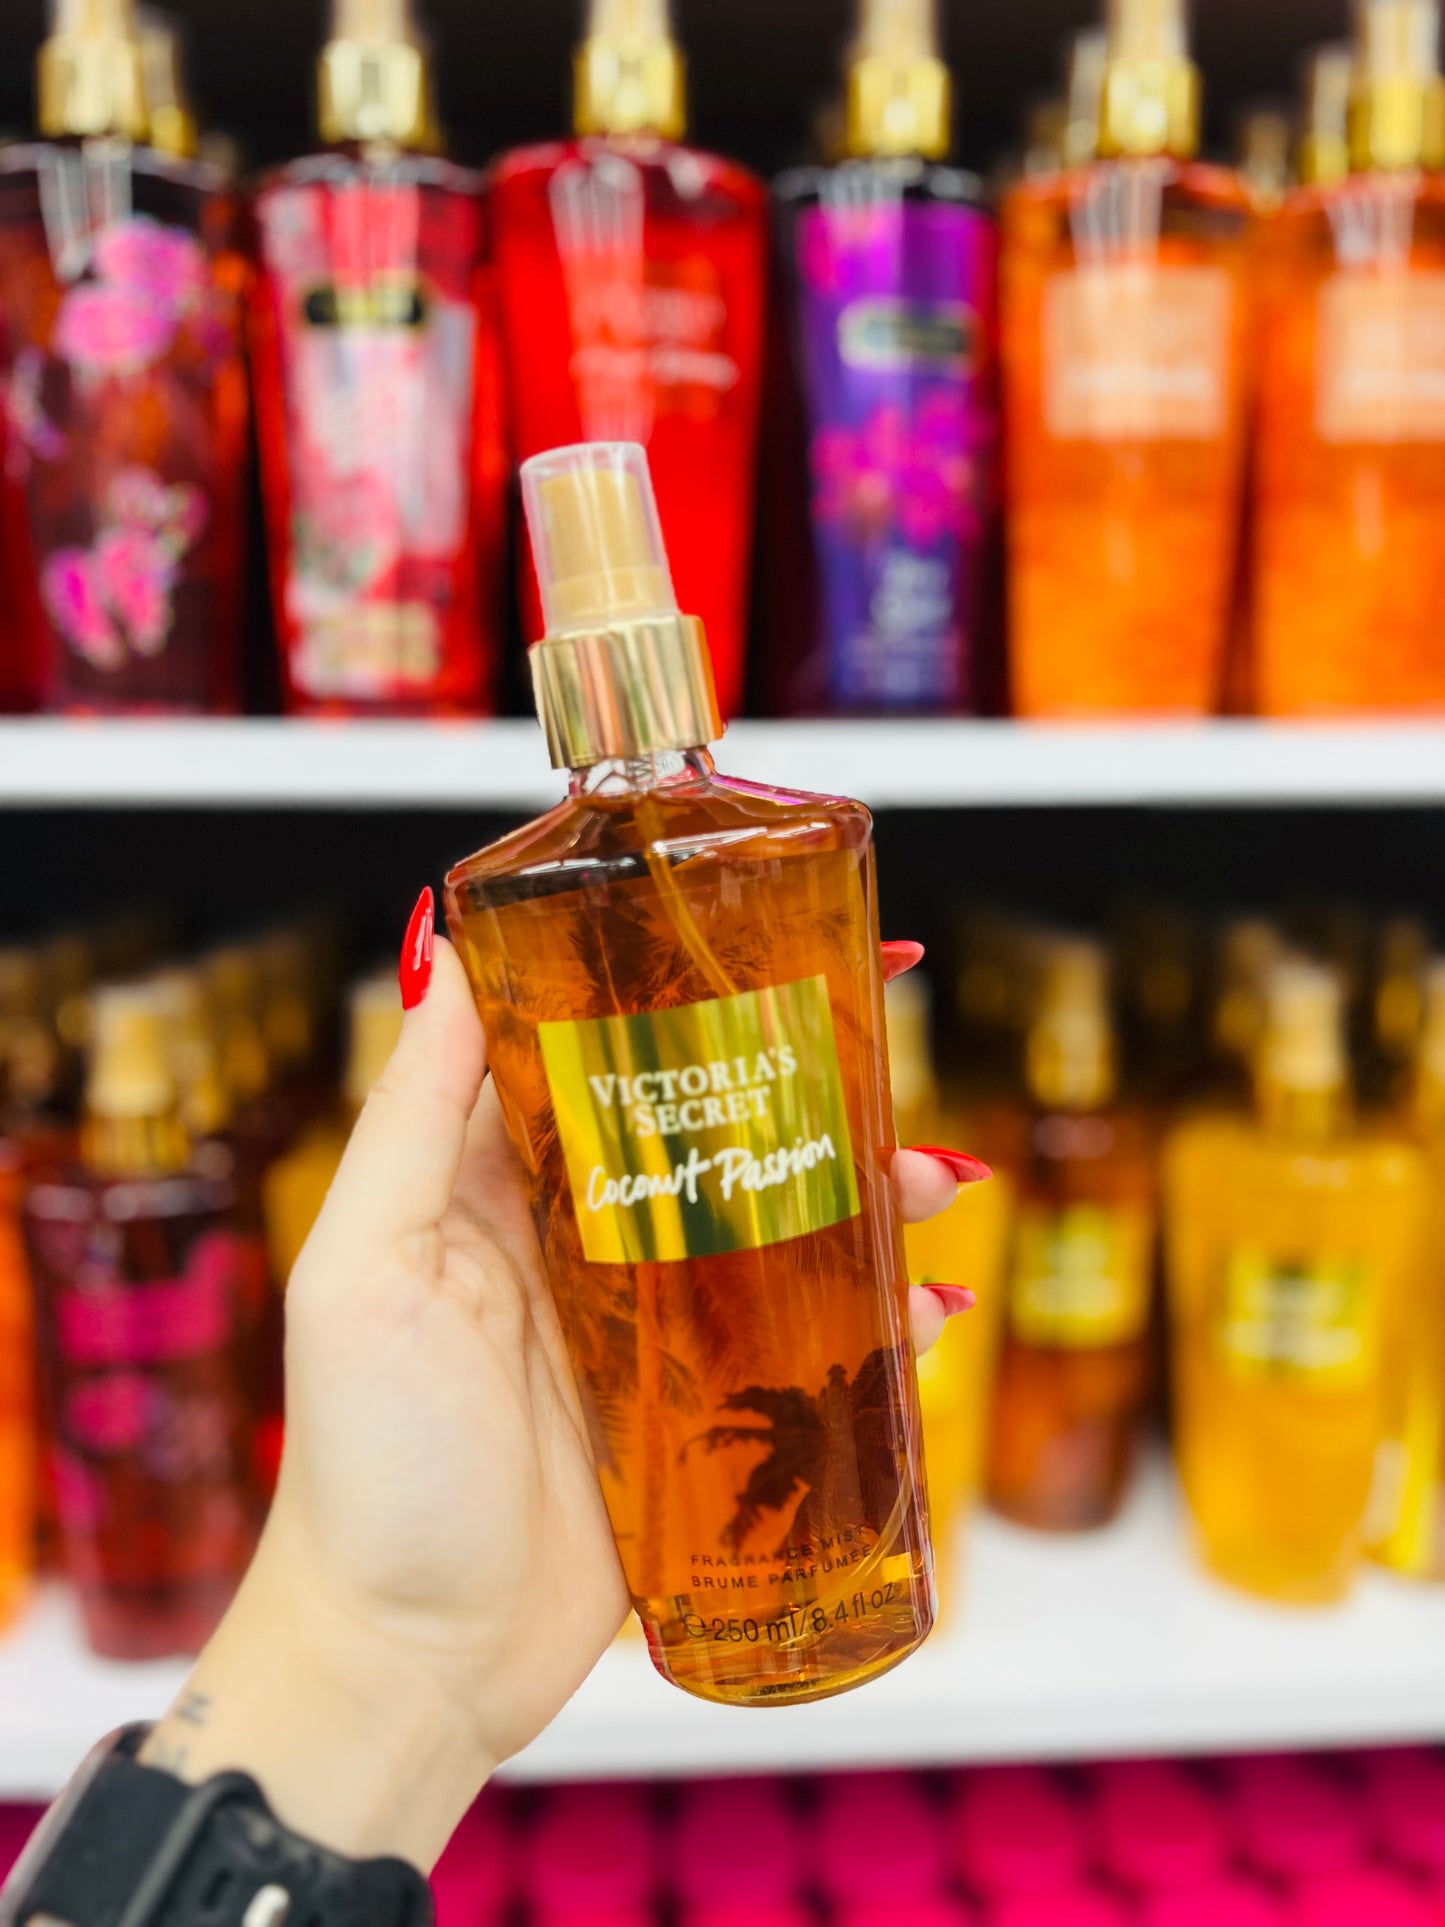 VICTORIA'S
SECRET
Coconut Passion
FRAGRANCE MIST
BRUME PARFUMÉE
℮ 250 ml/8.4 fl oz